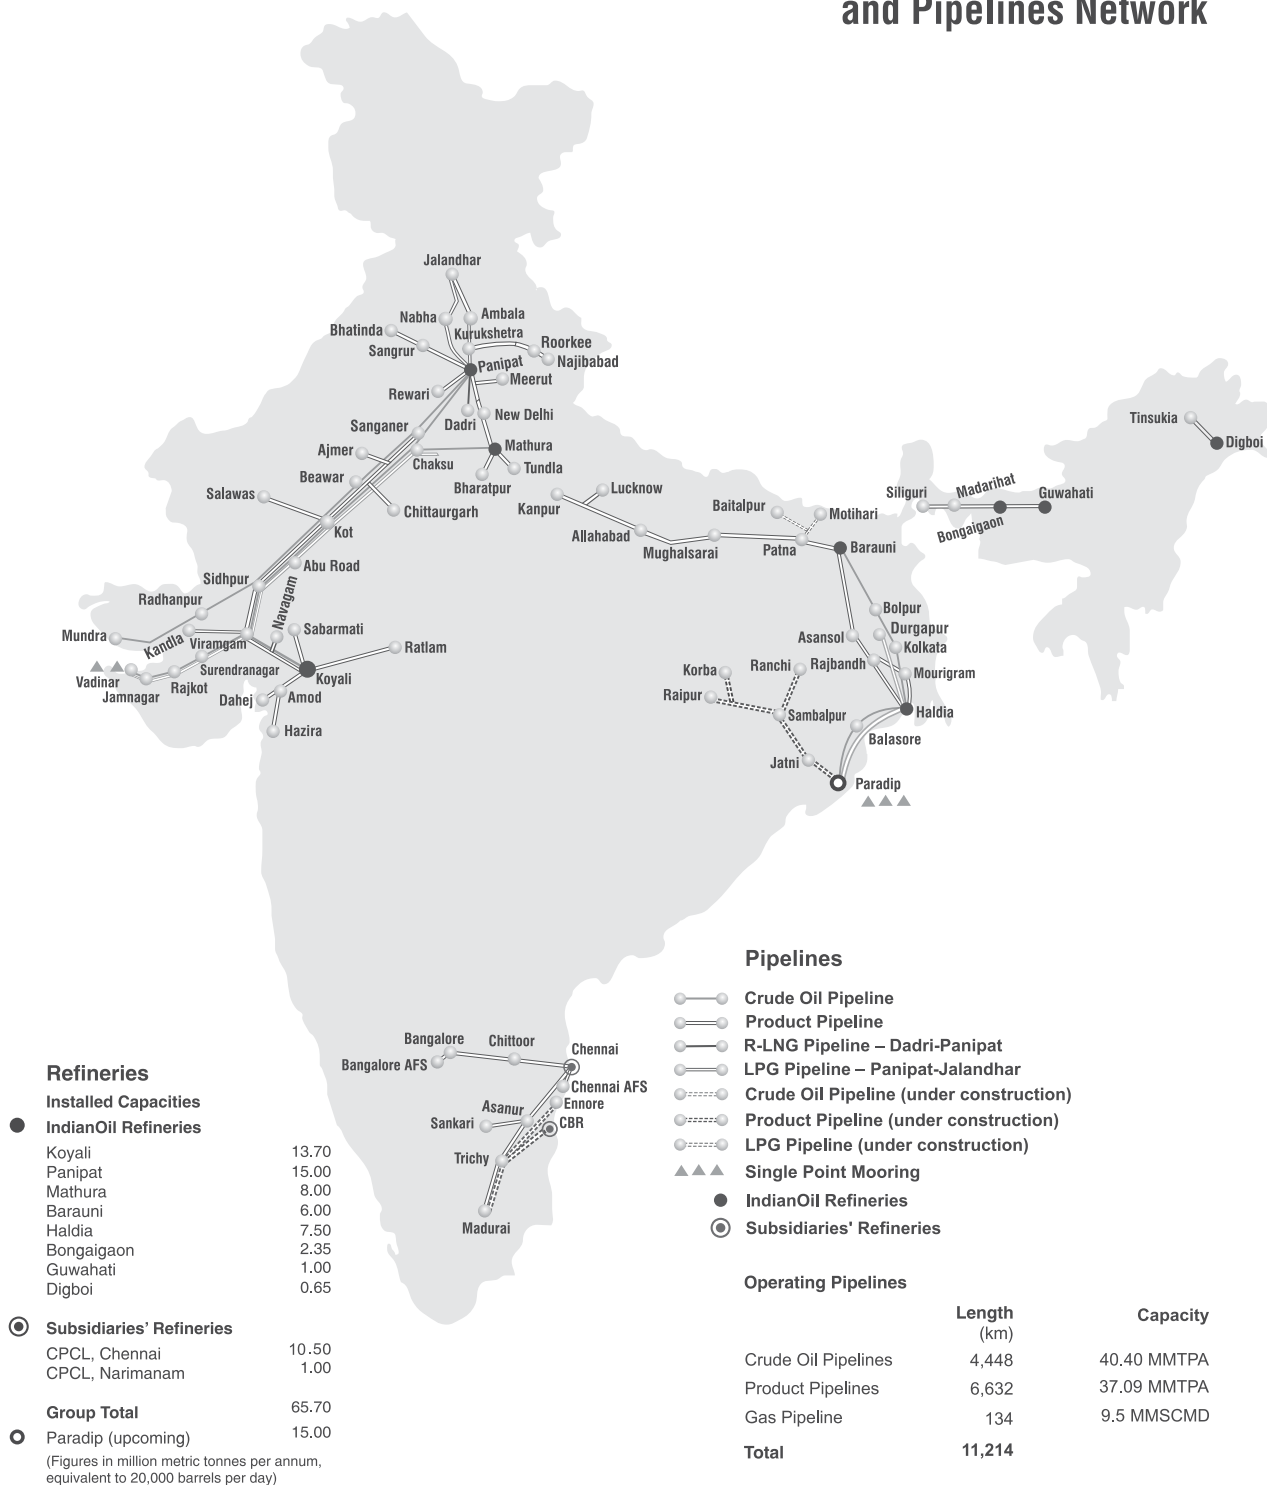 and Pipelines Network
Jalandhar
Nabha
Ambala
Bhatinda
Kurukshetra
Sangrur
Roorkee
Najibabad
Panipat
Meerut
Rewari
Dadri
New Delhi
Sanganer
Mathura
Ajmer
Chaksu
Tundla
Beawar
Bharatpur
Salawas
Chittaurgarh
Kot
Kanpur
Lucknow
Allahabad
Mughalsarai
Baitalpur
Motihari
Patna
Barauni
Siliguri
Madarihat
Bongaigaon
Guwahati
Tinsukia
Digboi
Sidhpur
Abu Road
Radhanpur
Navagam
Mundra
Kandla
Viramgam
Sabarmati
Ratlam
Vadinar
Jamnagar
Rajkot
Surendranagar
Koyali
Dahej
Amod
Hazira
Bolpur
Durgapur
Asansol
Kolkata
Rajbandh
Mourigram
Korba
Ranchi
Raipur
Sambalpur
Haldia
Balasore
Jatni
Paradip
Bangalore
Chittoor
Chennai
Bangalore AFS
Chennai AFS
Ennore
Asanur
Sankari
CBR
Trichy
Madurai
Refineries
Installed Capacities
IndianOil Refineries
Koyali 13.70
Panipat 15.00
Mathura 8.00
Barauni 6.00
Haldia 7.50
Bongaigaon 2.35
Guwahati 1.00
Digboi 0.65
Subsidiaries' Refineries
CPCL, Chennai 10.50
CPCL, Narimanam 1.00
Group Total 65.70
Paradip (upcoming) 15.00
(Figures in million metric tonnes per annum,
equivalent to 20,000 barrels per day)
Pipelines
Crude Oil Pipeline
Product Pipeline
R-LNG Pipeline – Dadri-Panipat
LPG Pipeline – Panipat-Jalandhar
Crude Oil Pipeline (under construction)
Product Pipeline (under construction)
LPG Pipeline (under construction)
Single Point Mooring
IndianOil Refineries
Subsidiaries' Refineries
Operating Pipelines
Length Capacity
(km)
Crude Oil Pipelines 4,448 40.40 MMTPA
Product Pipelines 6,632 37.09 MMTPA
Gas Pipeline 134 9.5 MMSCMD
Total 11,214